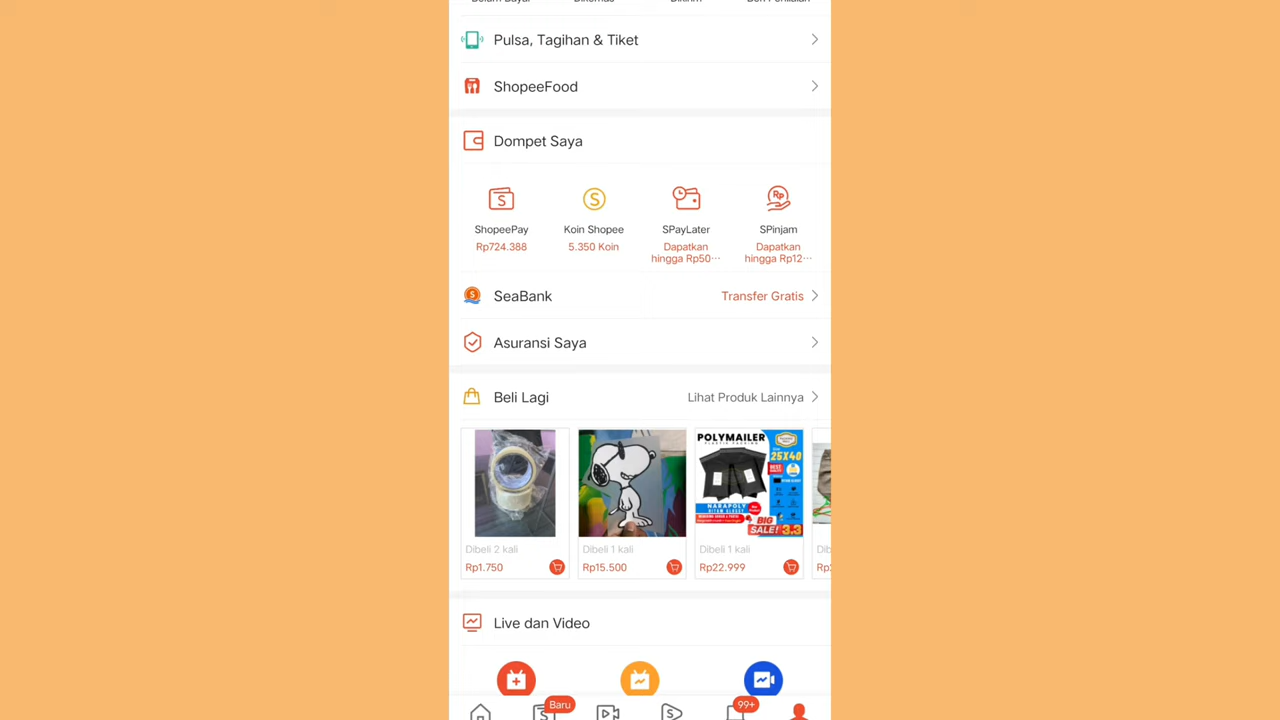 Pulsa, Tagihan & Tiket
ShopeeFood
Dompet Saya
ShopeePay
Koin Shopee
SPayLater
SPinjam
Rp724.388
5.350 Koin
Dapatkan
hingga Rp50···
Dapatkan
hingga Rp12···
SeaBank
Transfer Gratis
Asuransi Saya
Beli Lagi
Lihat Produk Lainnya
POLYMAILER
25X40
NARAPOLY
BIG
SALE! 3.3
Dibeli 2 kali
Dibeli 1 kali
Dibeli 1 kali
Rp1.750
Rp15.500
Rp22.999
Live dan Video
Baru
99+